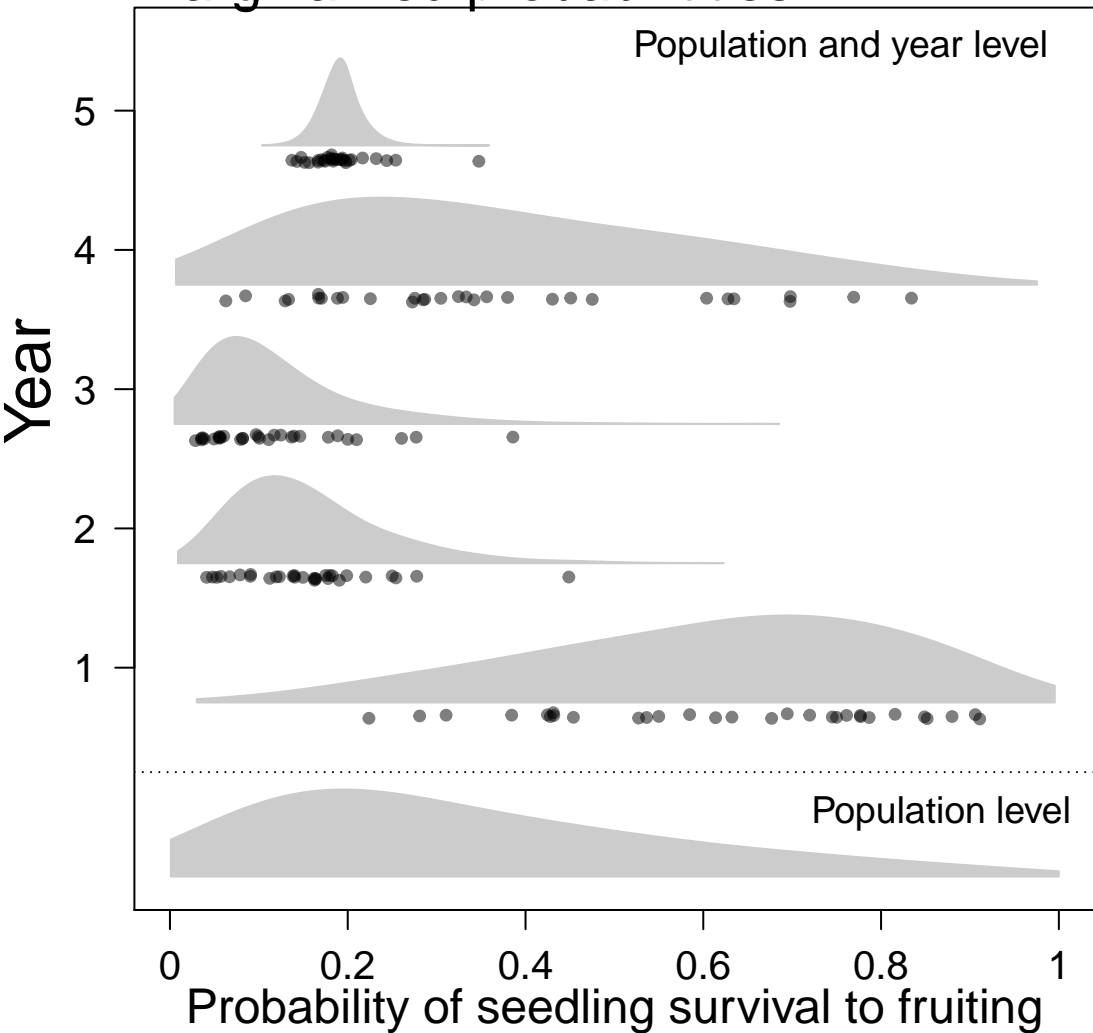 Population and year level
5
4
3
2
1
Year
Population level
0 0.2 0.4 0.6 0.8 1
Probability of seedling survival to fruiting